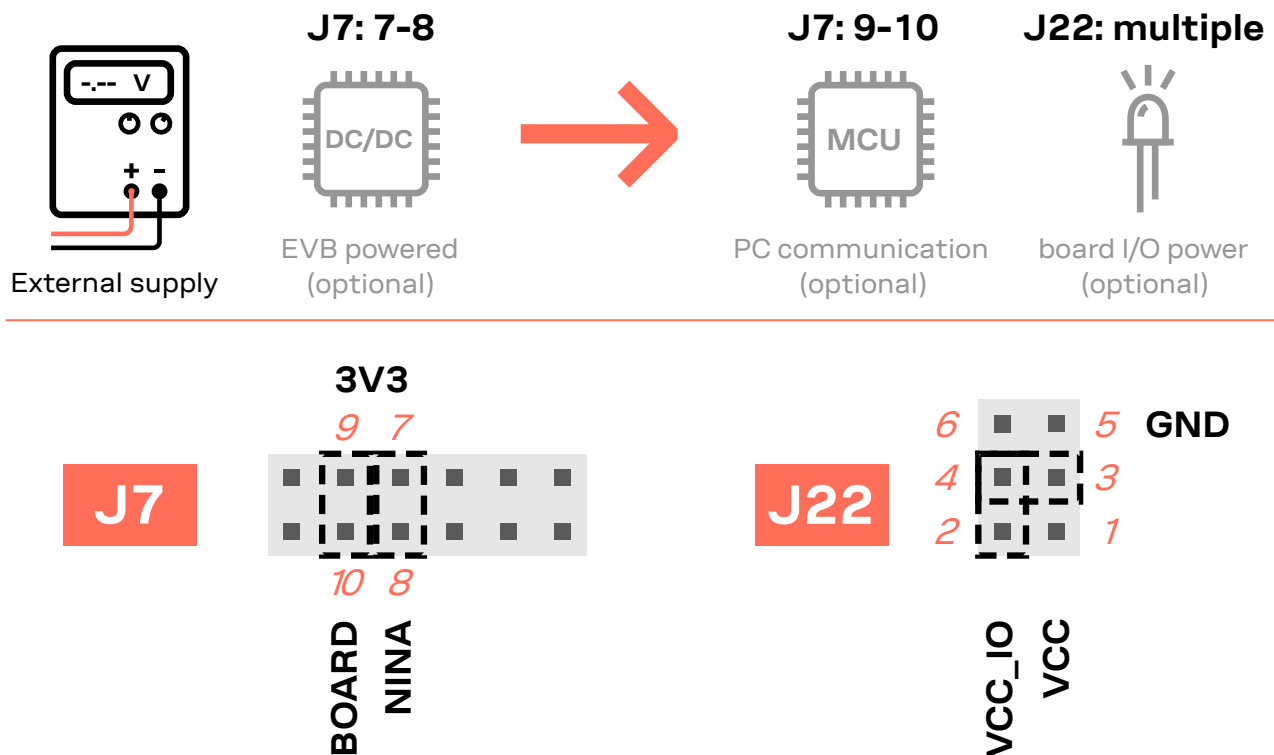 J7: 7-8
J7: 9-10
J22: multiple
-.-- V
+ -
DC/DC
MCU
External supply
EVB powered
(optional)
PC communication
(optional)
board I/O power
(optional)
3V3
9 7
J7
10 8
BOARD
NINA
J22
6 5 GND
4 3
2 1
VCC_IO
VCC